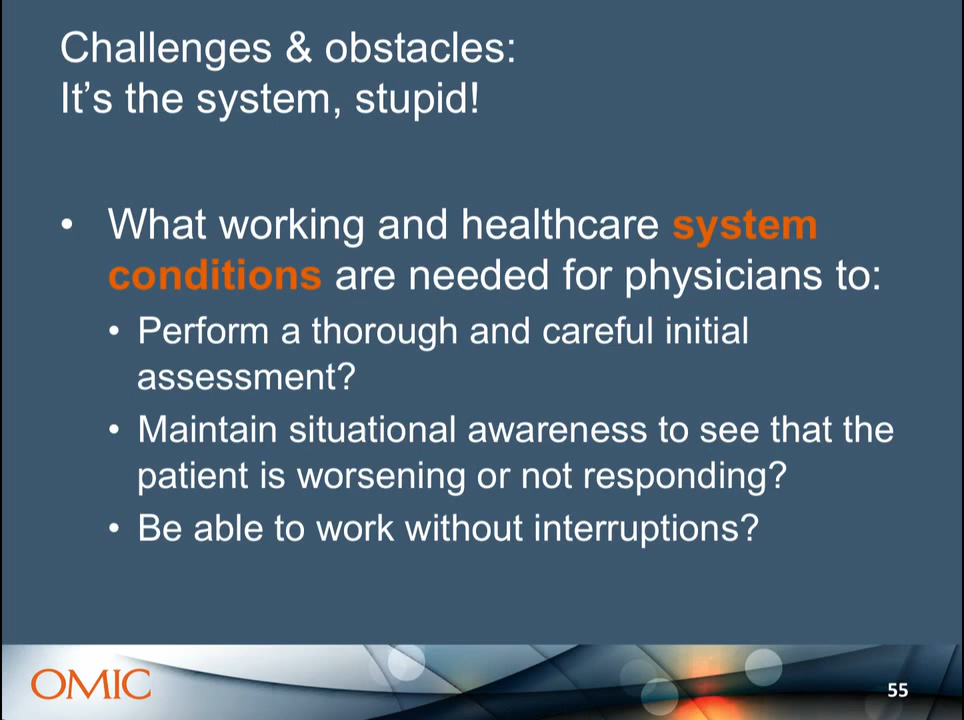 Challenges & obstacles:
It’s the system, stupid!
• What working and healthcare system
conditions are needed for physicians to:
• Perform a thorough and careful initial
assessment?
• Maintain situational awareness to see that the
patient is worsening or not responding?
• Be able to work without interruptions?
OMIC
55